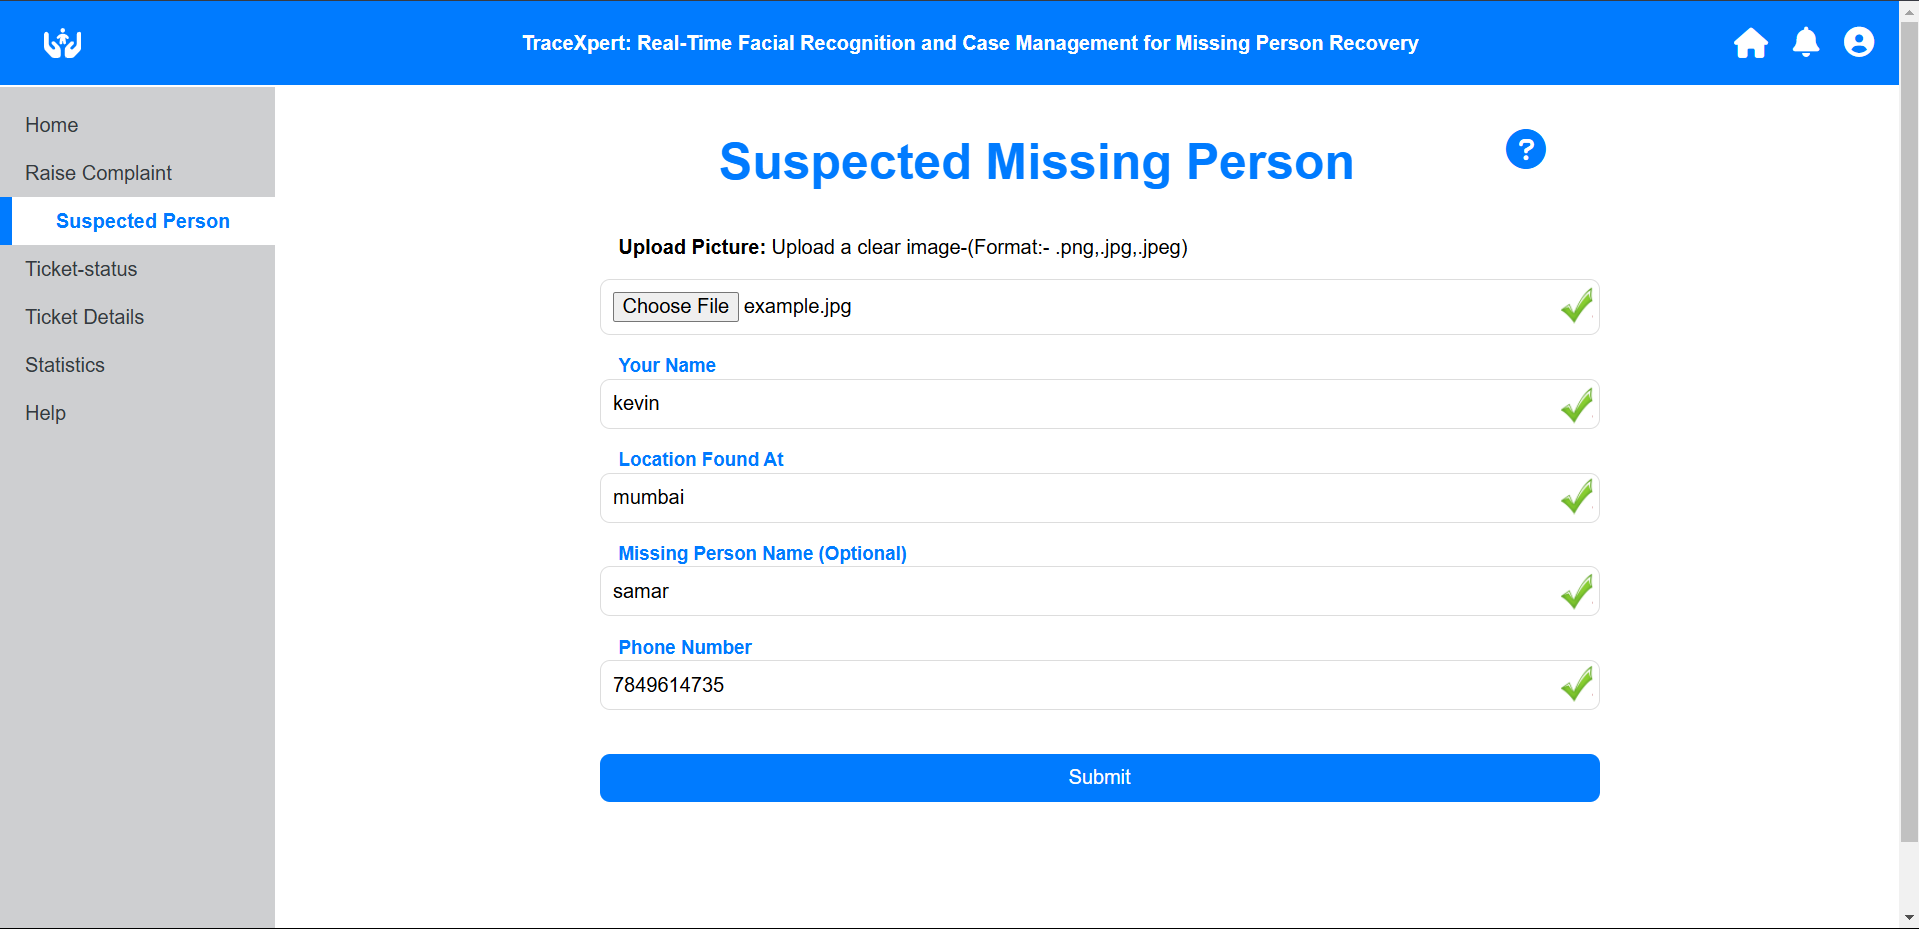 TraceXpert: Real-Time Facial Recognition and Case Management for Missing Person Recovery
Home
Raise Complaint
Suspected Person
Ticket-status
Ticket Details
Statistics
Help
Suspected Missing Person
?
Upload Picture: Upload a clear image-(Format:- .png,.jpg,.jpeg)
Choose File example.jpg
Your Name
kevin
Location Found At
mumbai
Missing Person Name (Optional)
samar
Phone Number
7849614735
Submit